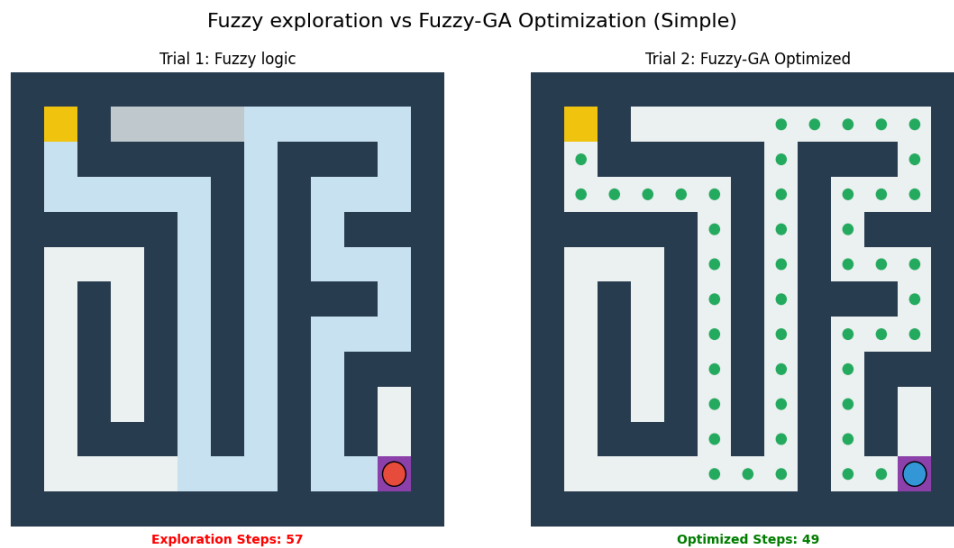 Fuzzy exploration vs Fuzzy-GA Optimization (Simple)
Trial 1: Fuzzy logic
Trial 2: Fuzzy-GA Optimized
Exploration Steps: 57
Optimized Steps: 49